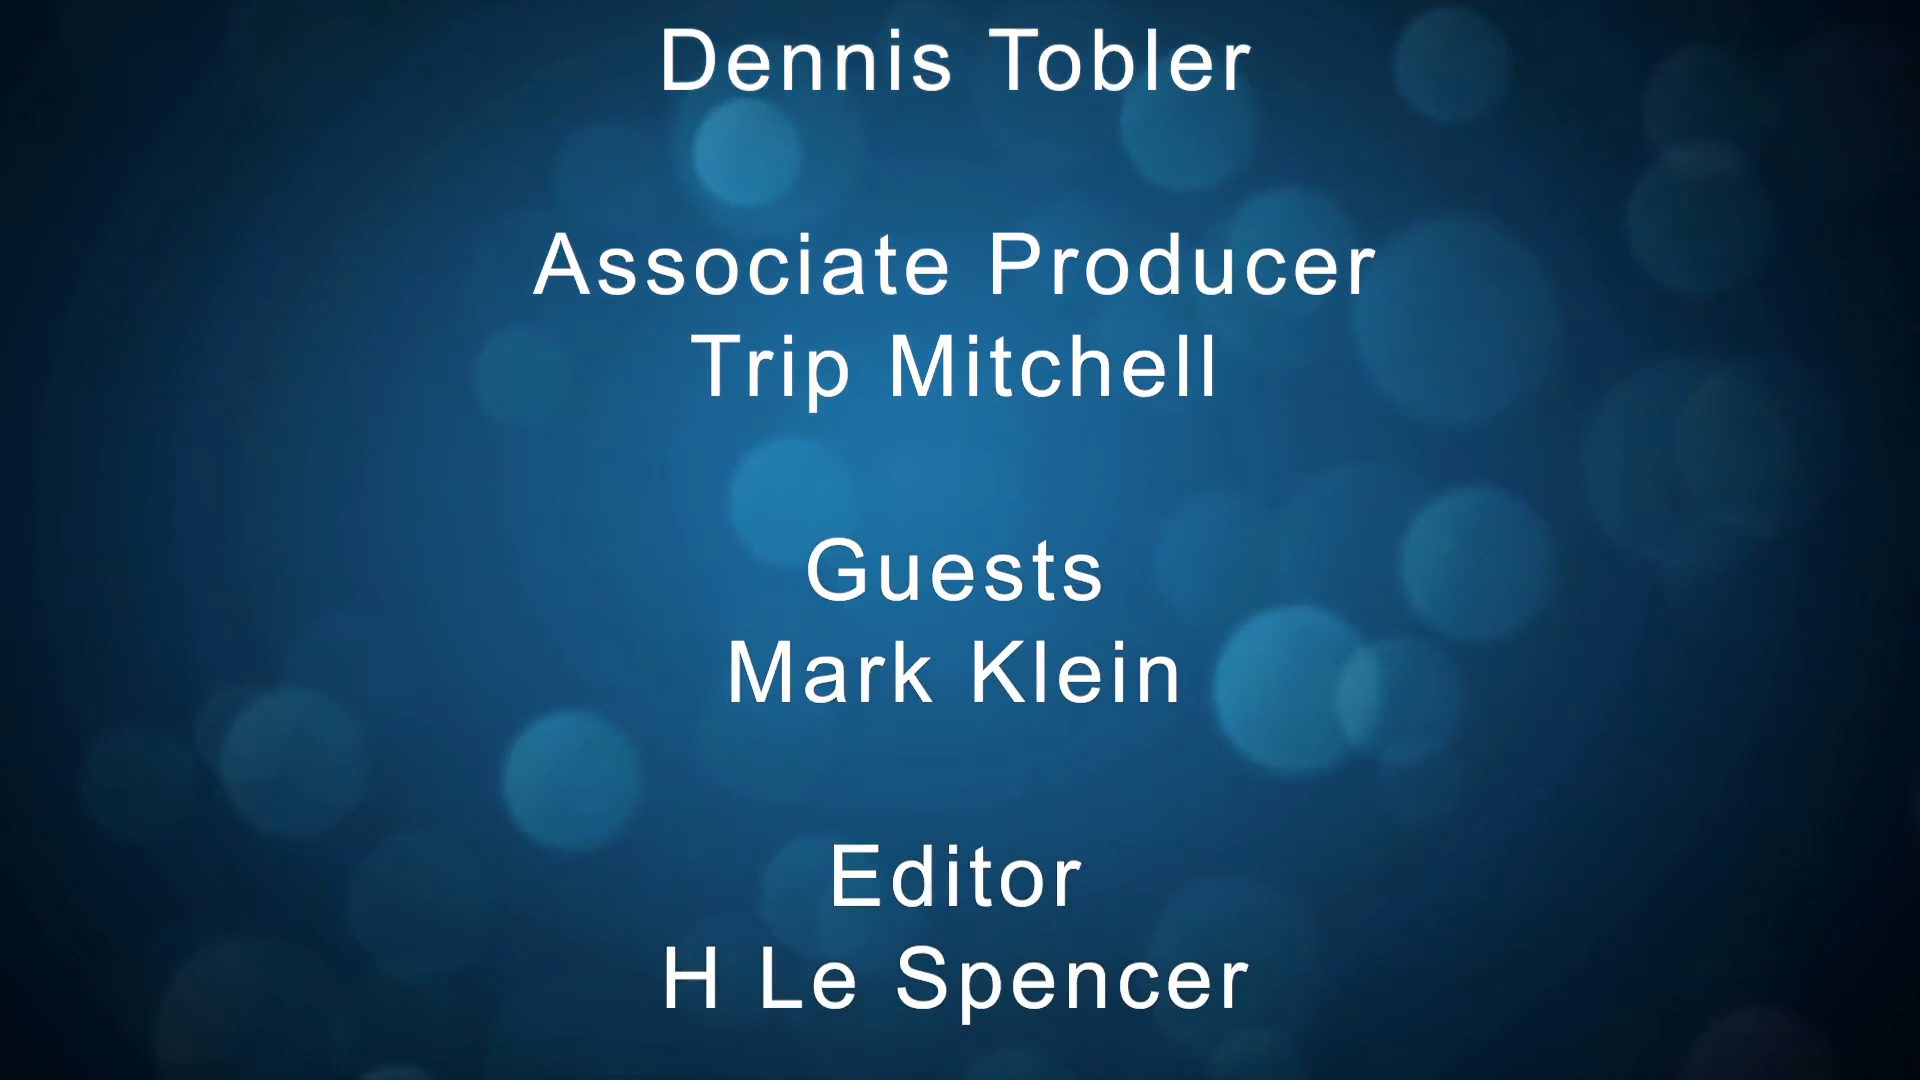 Dennis Tobler
Associate Producer
Trip Mitchell
Guests
Mark Klein
Editor
H Le Spencer